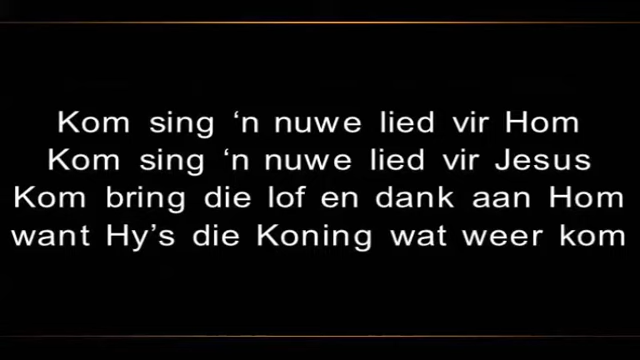 Kom sing ‘n nuwe lied vir Hom
Kom sing ‘n nuwe lied vir Jesus
Kom bring die lof en dank aan Hom
want Hy’s die Koning wat weer kom